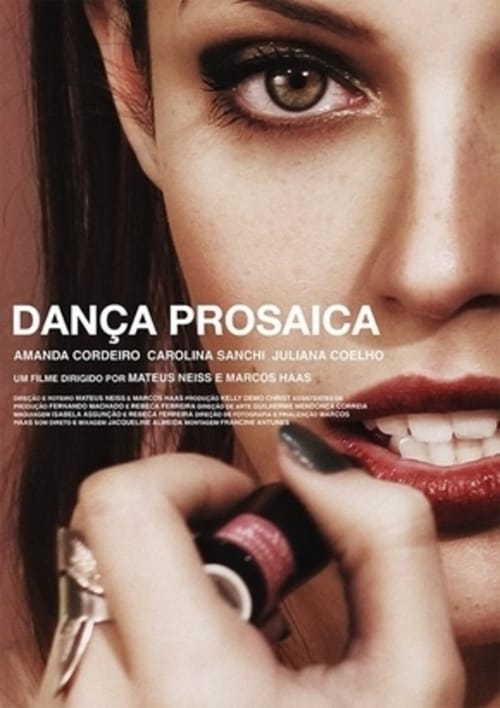 DANÇA PROSAICA
AMANDA CORDEIRO CAROLINA SANCHI JULIANA COELHO
UM FILME DIRIGIDO POR MATEUS NEISS E MARCOS HAAS
DIREÇÃO E ROTEIRO MATEUS NEISS E MARCOS HAAS PRODUÇÃO KELLY DEMO CHRIST ASSISTENTES DE
PRODUÇÃO FERNANDO MACHADO E REBECA FERREIRA DIREÇÃO DE ARTE GUILHERME MENDONÇA CORREIA
MAQUIAGEM ISABELA ASSUNÇÃO E REBECA FERREIRA DIREÇÃO DE FOTOGRAFIA E FINALIZAÇÃO MARCOS
HAAS SOM DIRETO E MIXAGEM JACQUELINE ALMEIDA MONTAGEM FRANCINE ANTUNES